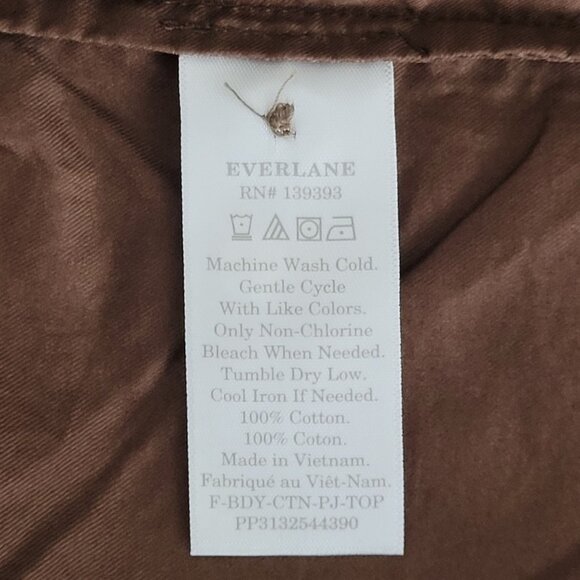 EVERLANE
RN# 139393
Machine Wash Cold.
Gentle Cycle
With Like Colors.
Only Non-Chlorine
Bleach When Needed.
Tumble Dry Low.
Cool Iron If Needed.
100% Cotton.
100% Coton.
Made in Vietnam.
Fabriqué au Viêt-Nam.
F-BDY-CTN-PJ-TOP
PP3132544390